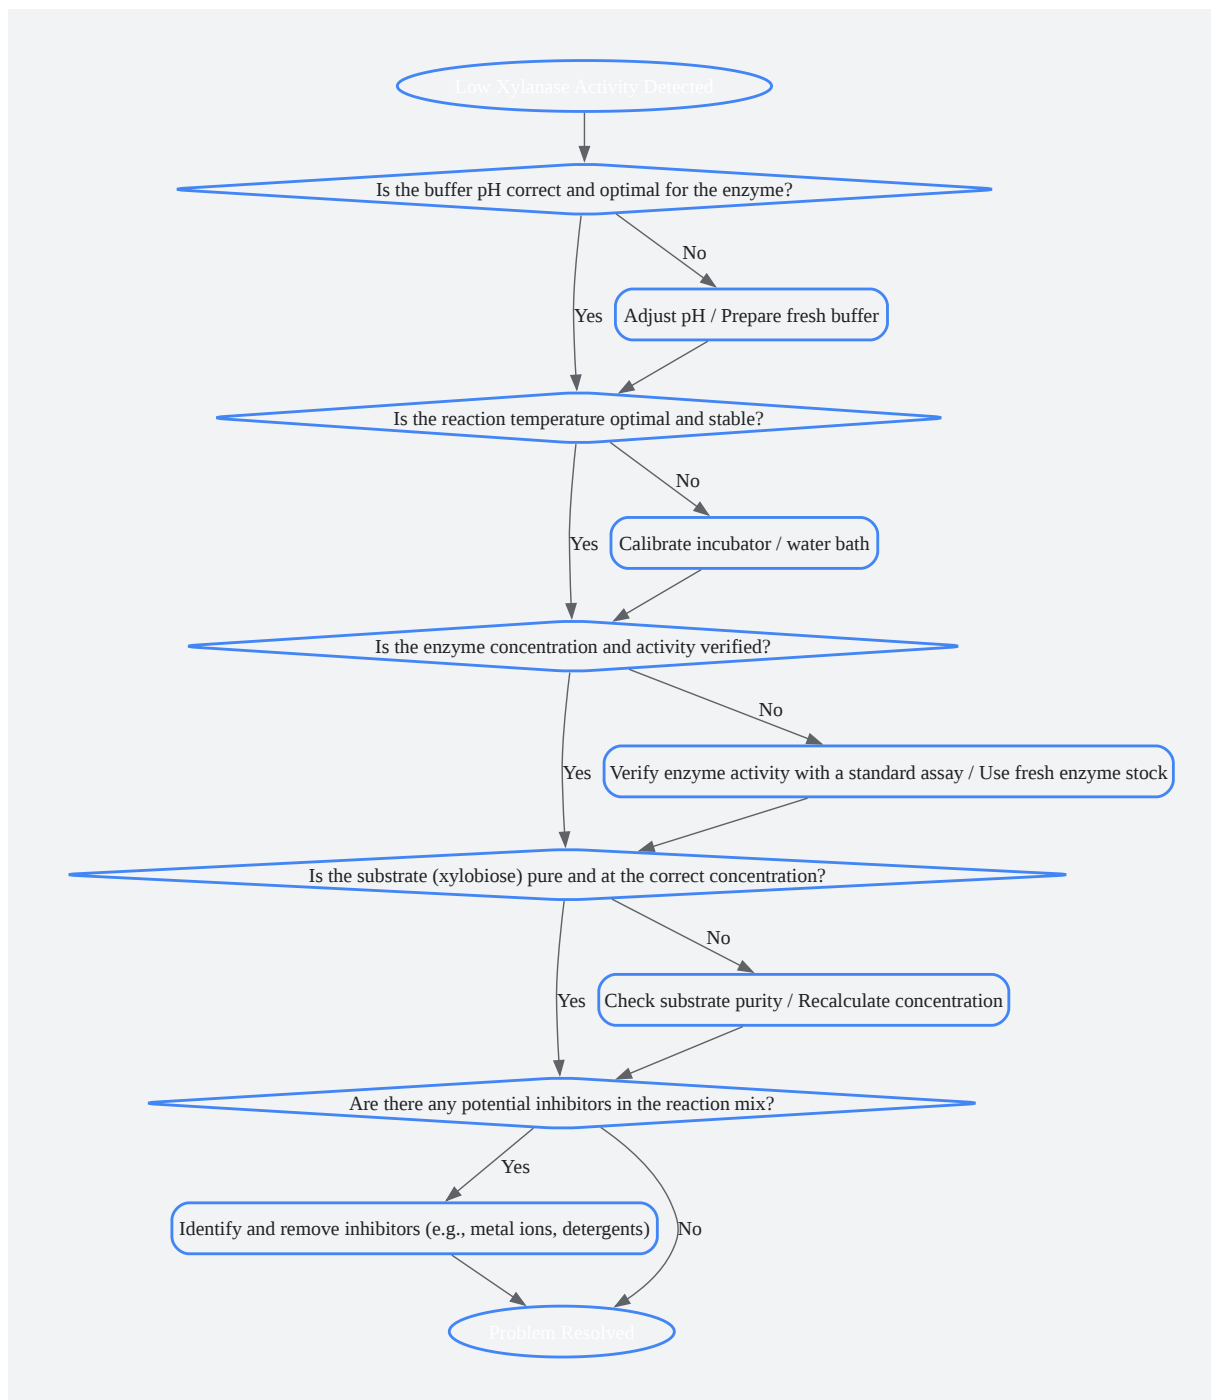 Low Xylanase Activity Detected
Is the buffer pH correct and optimal for the enzyme?
No
Yes
Adjust pH / Prepare fresh buffer
Is the reaction temperature optimal and stable?
No
Yes
Calibrate incubator / water bath
Is the enzyme concentration and activity verified?
No
Yes
Verify enzyme activity with a standard assay / Use fresh enzyme stock
Is the substrate (xylobiose) pure and at the correct concentration?
No
Yes
Check substrate purity / Recalculate concentration
Are there any potential inhibitors in the reaction mix?
Yes
Identify and remove inhibitors (e.g., metal ions, detergents)
No
Problem Resolved